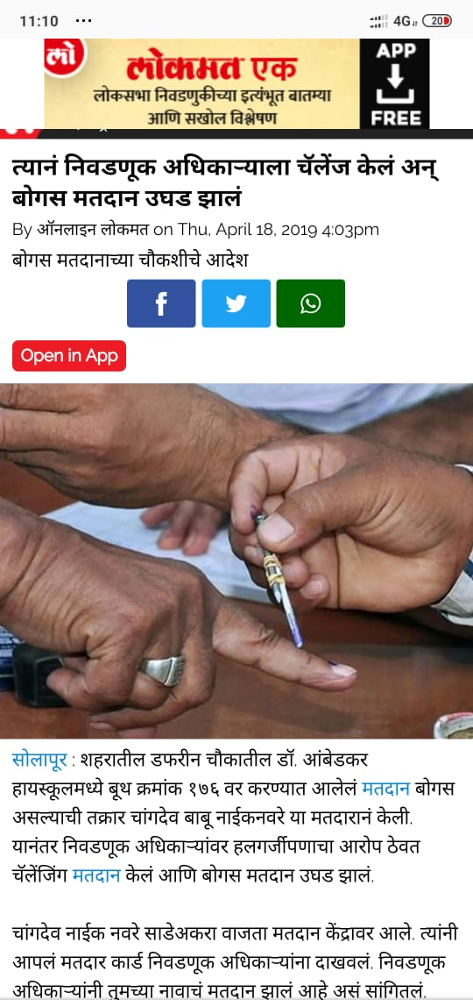 11:10 ...
4G 20
लो
लोकमत एक
लोकसभा निवडणुकीच्या इत्यंभूत बातम्या
आणि सखोल विश्लेषण
APP
FREE
त्यानं निवडणूक अधिकाऱ्याला चॅलेंज केलं अन्
बोगस मतदान उघड झालं
By ऑनलाइन लोकमत on Thu, April 18, 2019 4:03pm
बोगस मतदानाच्या चौकशीचे आदेश
Open in App
सोलापूर : शहरातील डफरीन चौकातील डॉ. आंबेडकर
हायस्कूलमध्ये बूथ क्रमांक १७६ वर करण्यात आलेलं मतदान बोगस
असल्याची तक्रार चांगदेव बाबू नाईकनवरे या मतदारानं केली.
यानंतर निवडणूक अधिकाऱ्यांवर हलगर्जीपणाचा आरोप ठेवत
चॅलेंजिंग मतदान केलं आणि बोगस मतदान उघड झालं.
चांगदेव नाईक नवरे साडेअकरा वाजता मतदान केंद्रावर आले. त्यांनी
आपलं मतदार कार्ड निवडणूक अधिकाऱ्यांना दाखवलं. निवडणूक
अधिकाऱ्यांनी तुमच्या नावाचं मतदान झालं आहे असं सांगितलं.